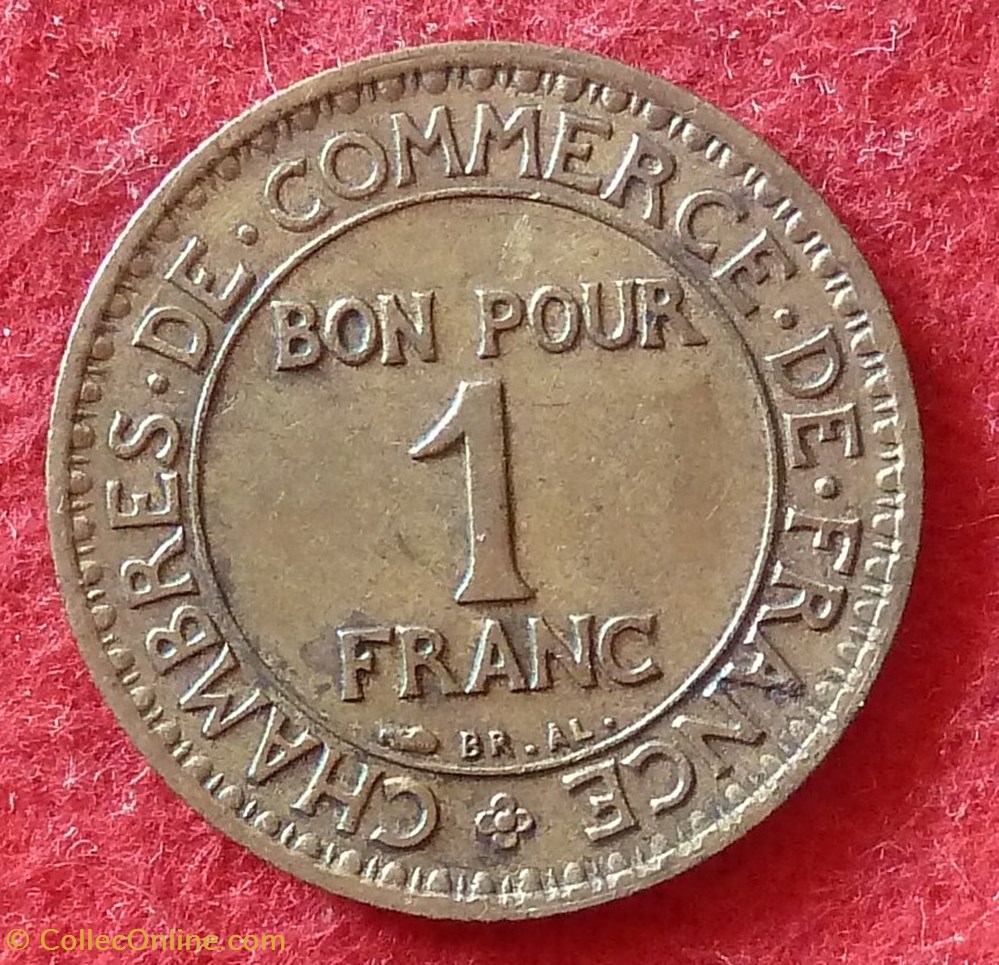 CHAMBRES·DE·COMMERCE·DE·FRANCE
BON POUR
1
FRANC
BR.AL.
© CollecOnline.com